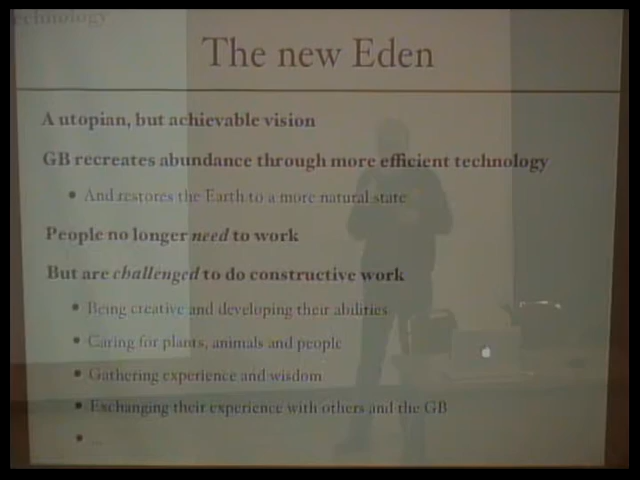 Technology
The new Eden
A utopian, but achievable vision
GB recreates abundance through more efficient technology
• And restores the Earth to a more natural state
People no longer need to work
But are challenged to do constructive work
• Being creative and developing their abilities
• Caring for plants, animals and people
• Gathering experience and wisdom
• Exchanging their experience with others and the GB
• ...